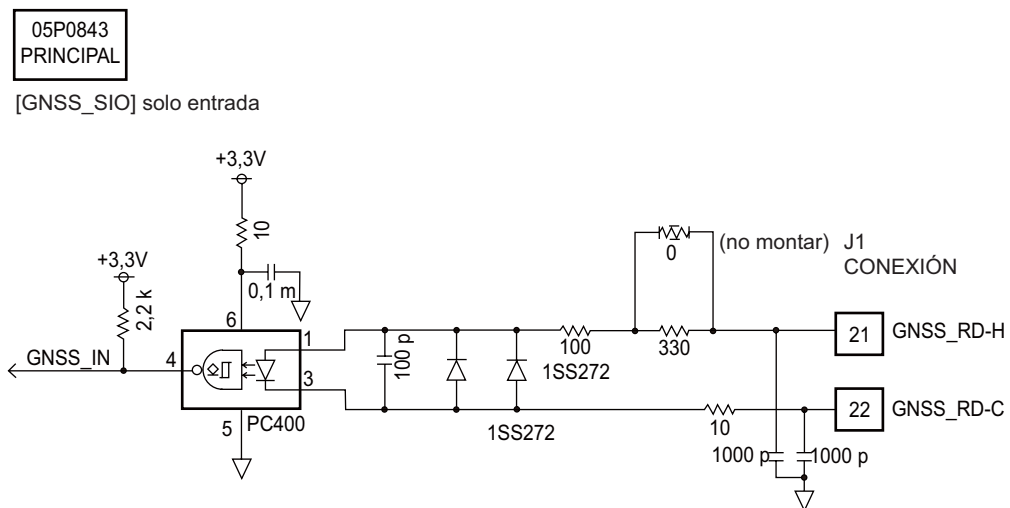 05P0843
PRINCIPAL
[GNSS_SIO] solo entrada
+3,3V
10
(no montar)
J1
CONEXIÓN
0
+3,3V
0,1 m
2,2 k
6
1
21
GNSS_RD-H
100 p
100
330
GNSS_IN
4
1SS272
3
22
GNSS_RD-C
5
PC400
1SS272
10
1000 p
1000 p